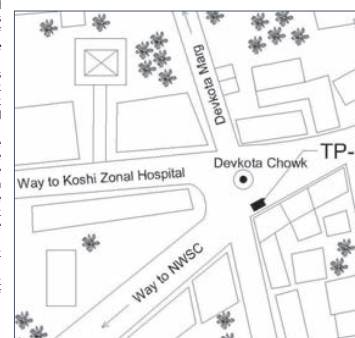 Devkota Marg
Devkota Chowk
TP-
Way to Koshi Zonal Hospital
Way to NWSC